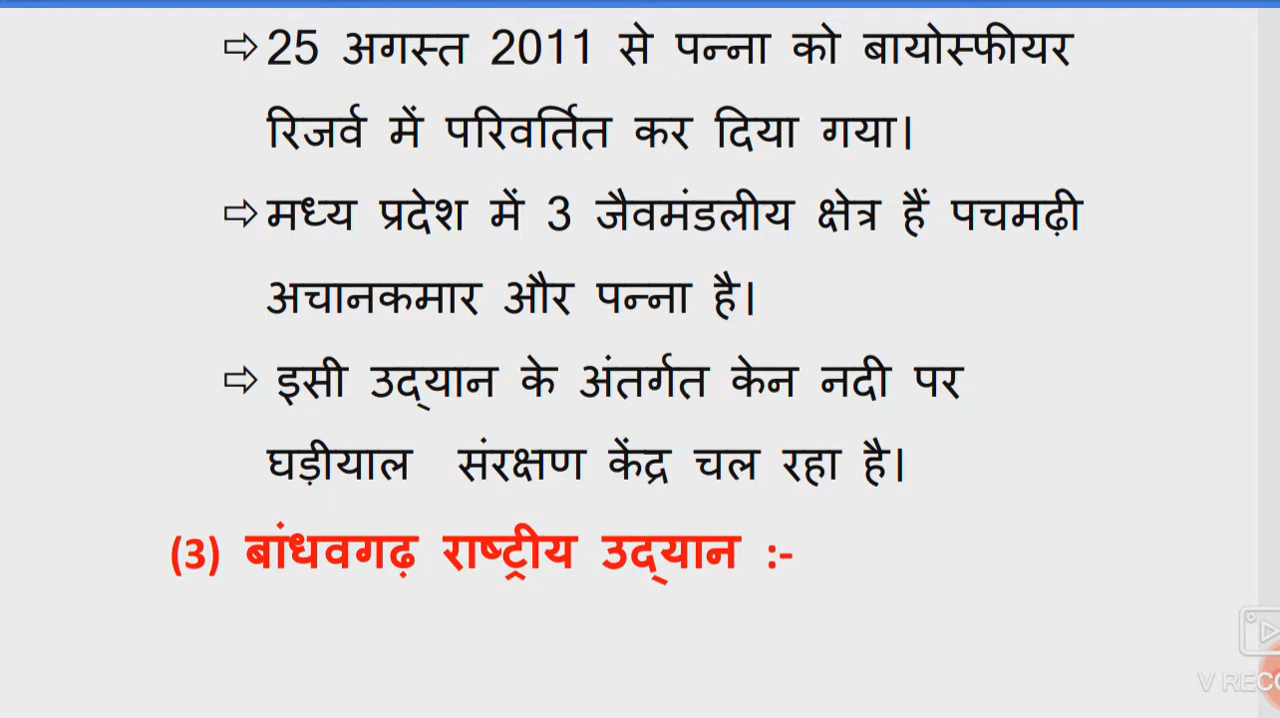 ⇨25 अगस्त 2011 से पन्ना को बायोस्फीयर
रिजर्व में परिवर्तित कर दिया गया।
⇨मध्य प्रदेश में 3 जैवमंडलीय क्षेत्र हैं पचमढ़ी
अचानकमार और पन्ना है।
⇨ इसी उद्‌यान के अंतर्गत केन नदी पर
घड़ीयाल संरक्षण केंद्र चल रहा है।
(3) बांधवगढ़ राष्ट्रीय उद्‌यान :-
V RECO